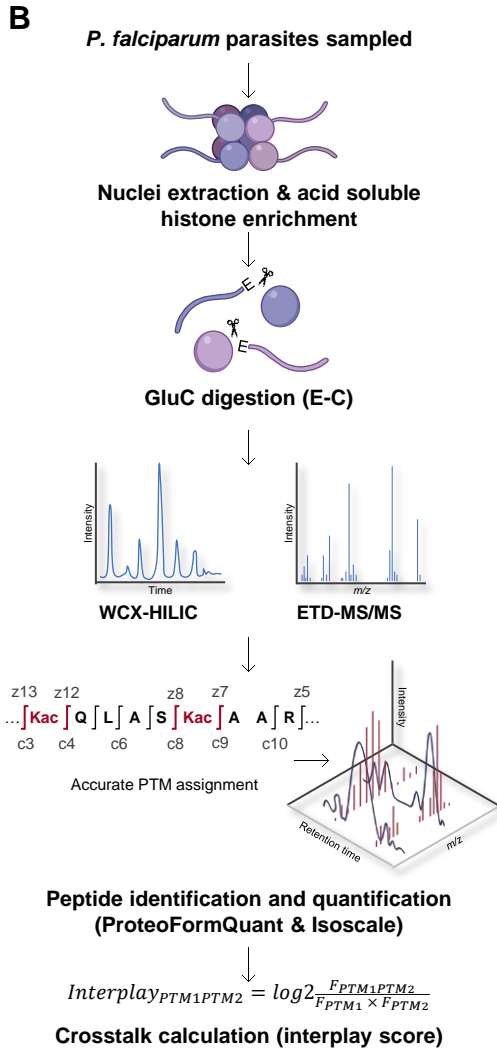 B
P. falciparum parasites sampled
Nuclei extraction & acid soluble
histone enrichment
E
E
GluC digestion (E-C)
Intensity
Time
WCX-HILIC
Intensity
m/z
ETD-MS/MS
z13 z12 z8 z7 z5
...Kac Q L A S Kac A A R...
c3 c4 c6 c8 c9 c10
Accurate PTM assignment
Intensity
Retention time
m/z
Peptide identification and quantification
(ProteoFormQuant & Isoscale)
Interplay_PTM1PTM2 = log2 F_PTM1PTM2 / F_PTM1 × F_PTM2
Crosstalk calculation (interplay score)